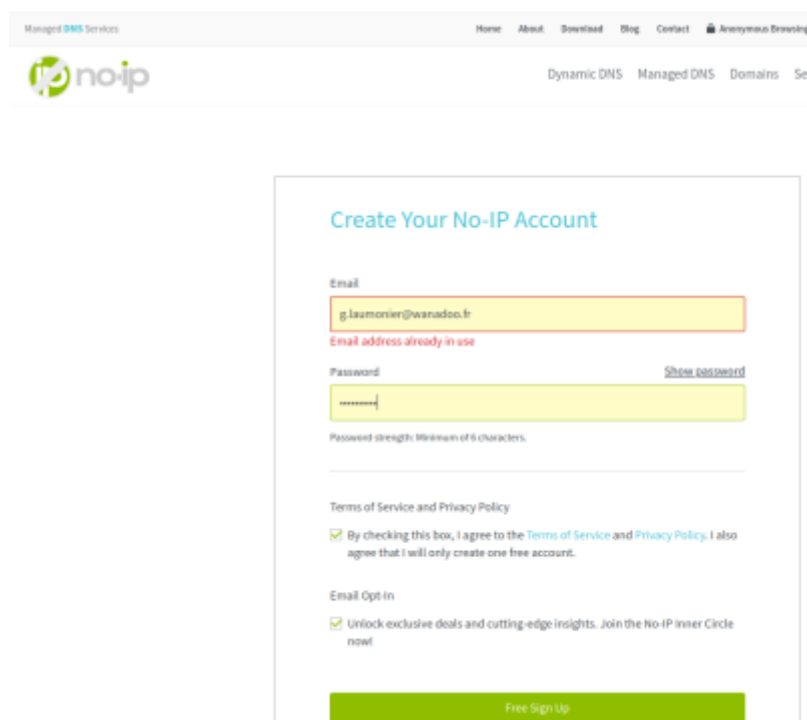 Managed DNS Services
Home About Download Blog Contact Anonymous Browsing
no-ip
Dynamic DNS Managed DNS Domains Se
Create Your No-IP Account
Email
g.laumonier@wanadoo.fr
Email address already in use
Password Show password
Password strength: Minimum of 6 characters.
Terms of Service and Privacy Policy
By checking this box, I agree to the Terms of Service and Privacy Policy. I also
agree that I will only create one free account.
Email Opt-In
Unlock exclusive deals and cutting-edge insights. Join the No-IP Inner Circle
now!
Free Sign Up